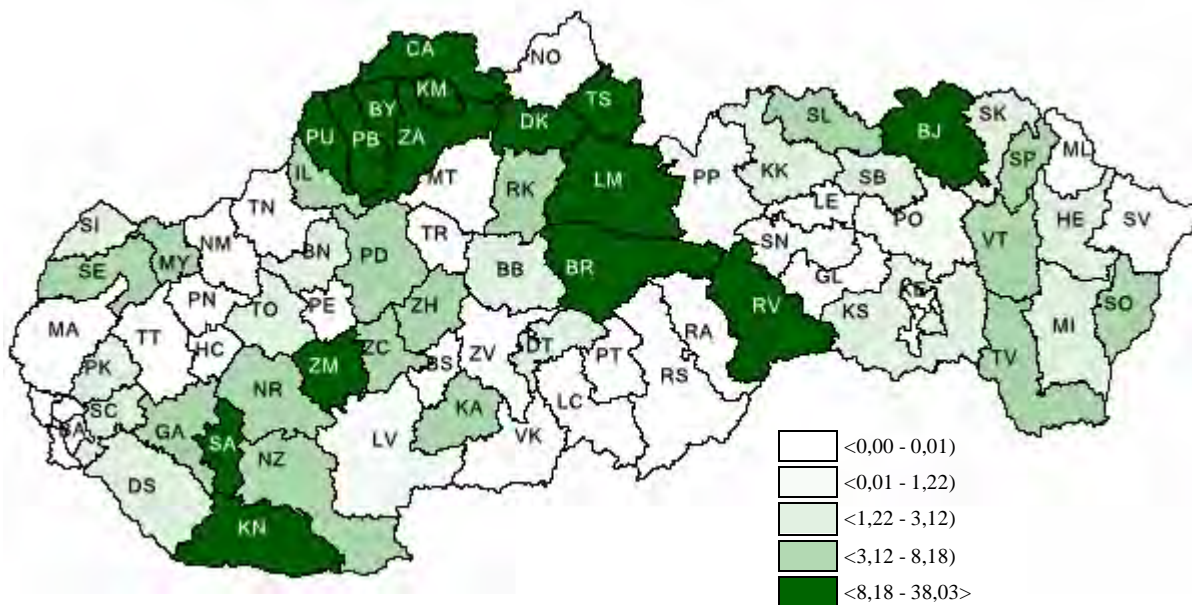 CA
NO
KM
BY
TS
PU
PB
ZA
DK
SL
BJ
SK
ML
SP
IL
MT
RK
LM
PP
KK
SB
LE
PO
HE
SV
VT
TN
SI
NM
BN
PD
TR
BB
BR
SN
GL
SE
MY
PN
TO
PE
ZH
RV
KS
KE
MI
SO
MA
TT
HC
ZM
ZC
BS
ZV
DT
PT
RA
RS
TV
PK
SC
NR
KA
LC
VK
LV
BA
GA
SA
NZ
DS
KN
<0,00 - 0,01)
<0,01 - 1,22)
<1,22 - 3,12)
<3,12 - 8,18)
<8,18 - 38,03>